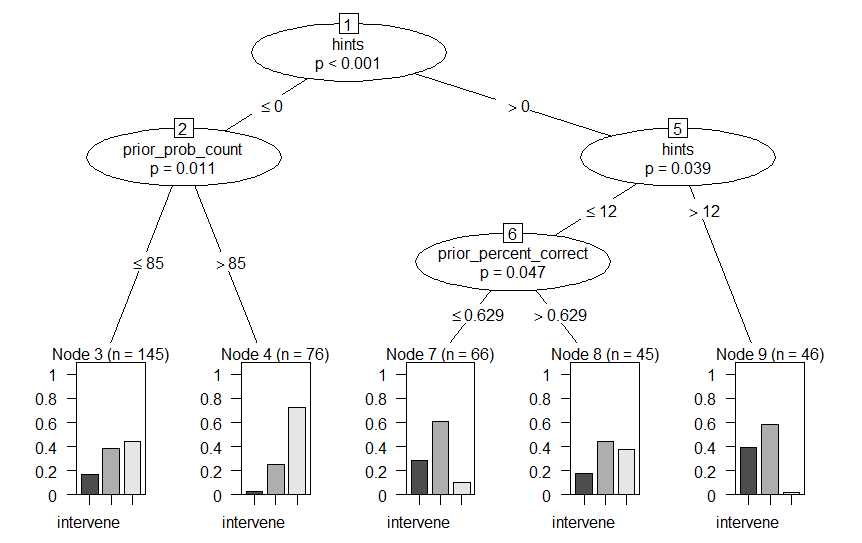 1
hints
p < 0.001
≤ 0
> 0
2
prior_prob_count
p = 0.011
5
hints
p = 0.039
≤ 12
> 12
6
prior_percent_correct
p = 0.047
≤ 85
> 85
≤ 0.629
> 0.629
Node 3 (n = 145)
1
0.8
0.6
0.4
0.2
0
intervene
Node 4 (n = 76)
1
0.8
0.6
0.4
0.2
0
intervene
Node 7 (n = 66)
1
0.8
0.6
0.4
0.2
0
intervene
Node 8 (n = 45)
1
0.8
0.6
0.4
0.2
0
intervene
Node 9 (n = 46)
1
0.8
0.6
0.4
0.2
0
intervene